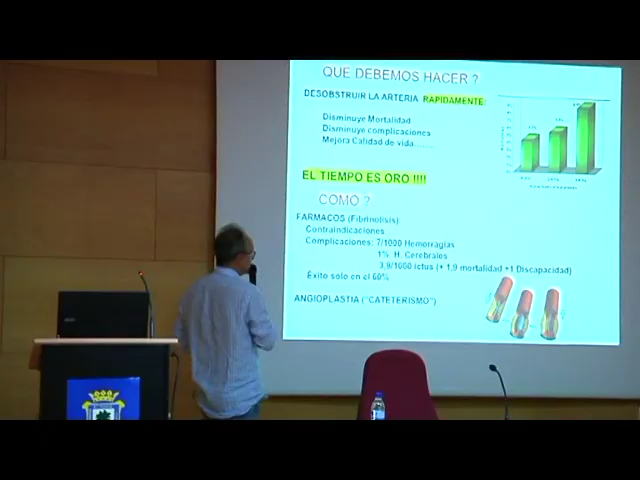 QUE DEBEMOS HACER ?
DESOBSTRUIR LA ARTERIA RAPIDAMENTE:
Disminuye Mortalidad
Disminuye complicaciones
Mejora Calidad de vida.......
EL TIEMPO ES ORO !!!!
COMO ?
FARMACOS (Fibrinolisis):
Contraindicaciones
Complicaciones: 7/1000 Hemorragias
1% H. Cerebrales
3,9/1000 ictus (+ 1,9 mortalidad +1 Discapacidad)
Éxito solo en el 60%
ANGIOPLASTIA ("CATETERISMO")